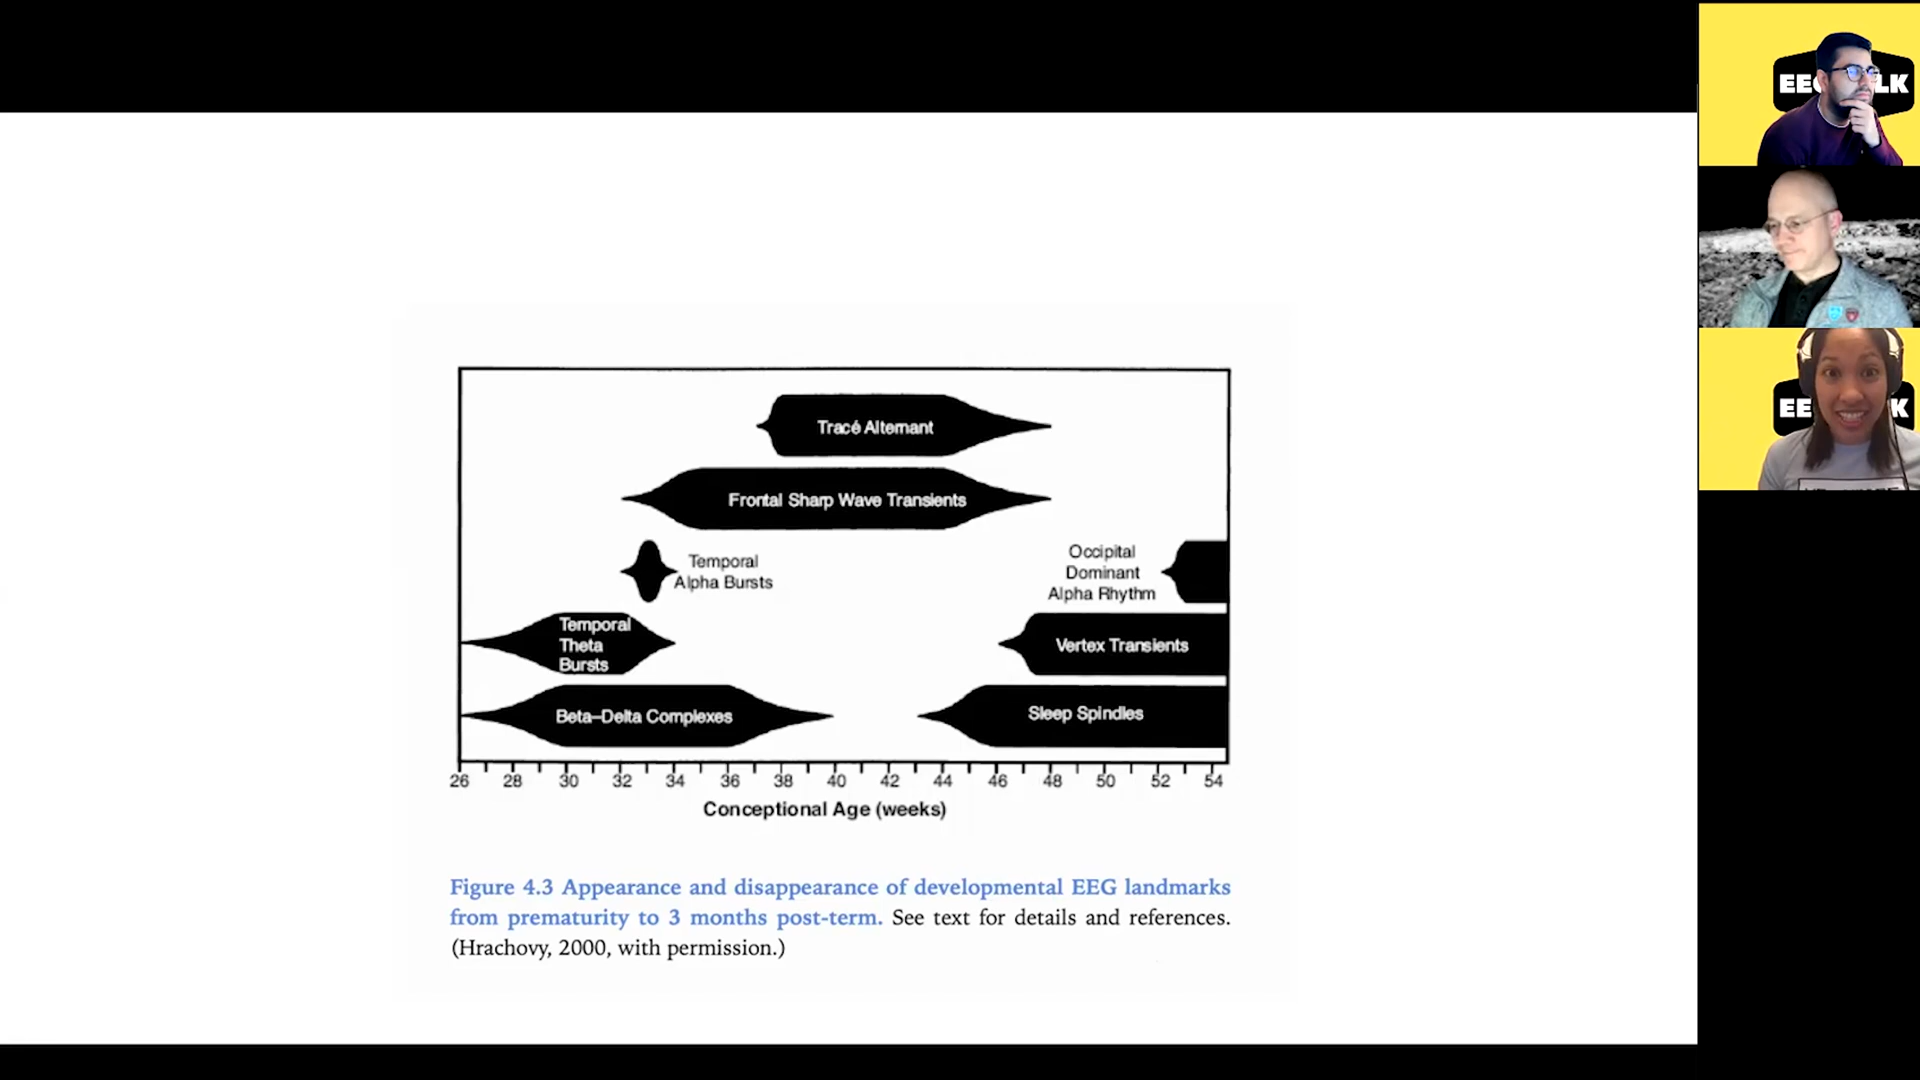 Tracé Alternant
Frontal Sharp Wave Transients
Temporal
Alpha Bursts
Occipital
Dominant
Alpha Rhythm
Temporal
Theta
Bursts
Vertex Transients
Beta–Delta Complexes
Sleep Spindles
26 28 30 32 34 36 38 40 42 44 46 48 50 52 54
Conceptional Age (weeks)
Figure 4.3 Appearance and disappearance of developmental EEG landmarks
from prematurity to 3 months post-term. See text for details and references.
(Hrachovy, 2000, with permission.)